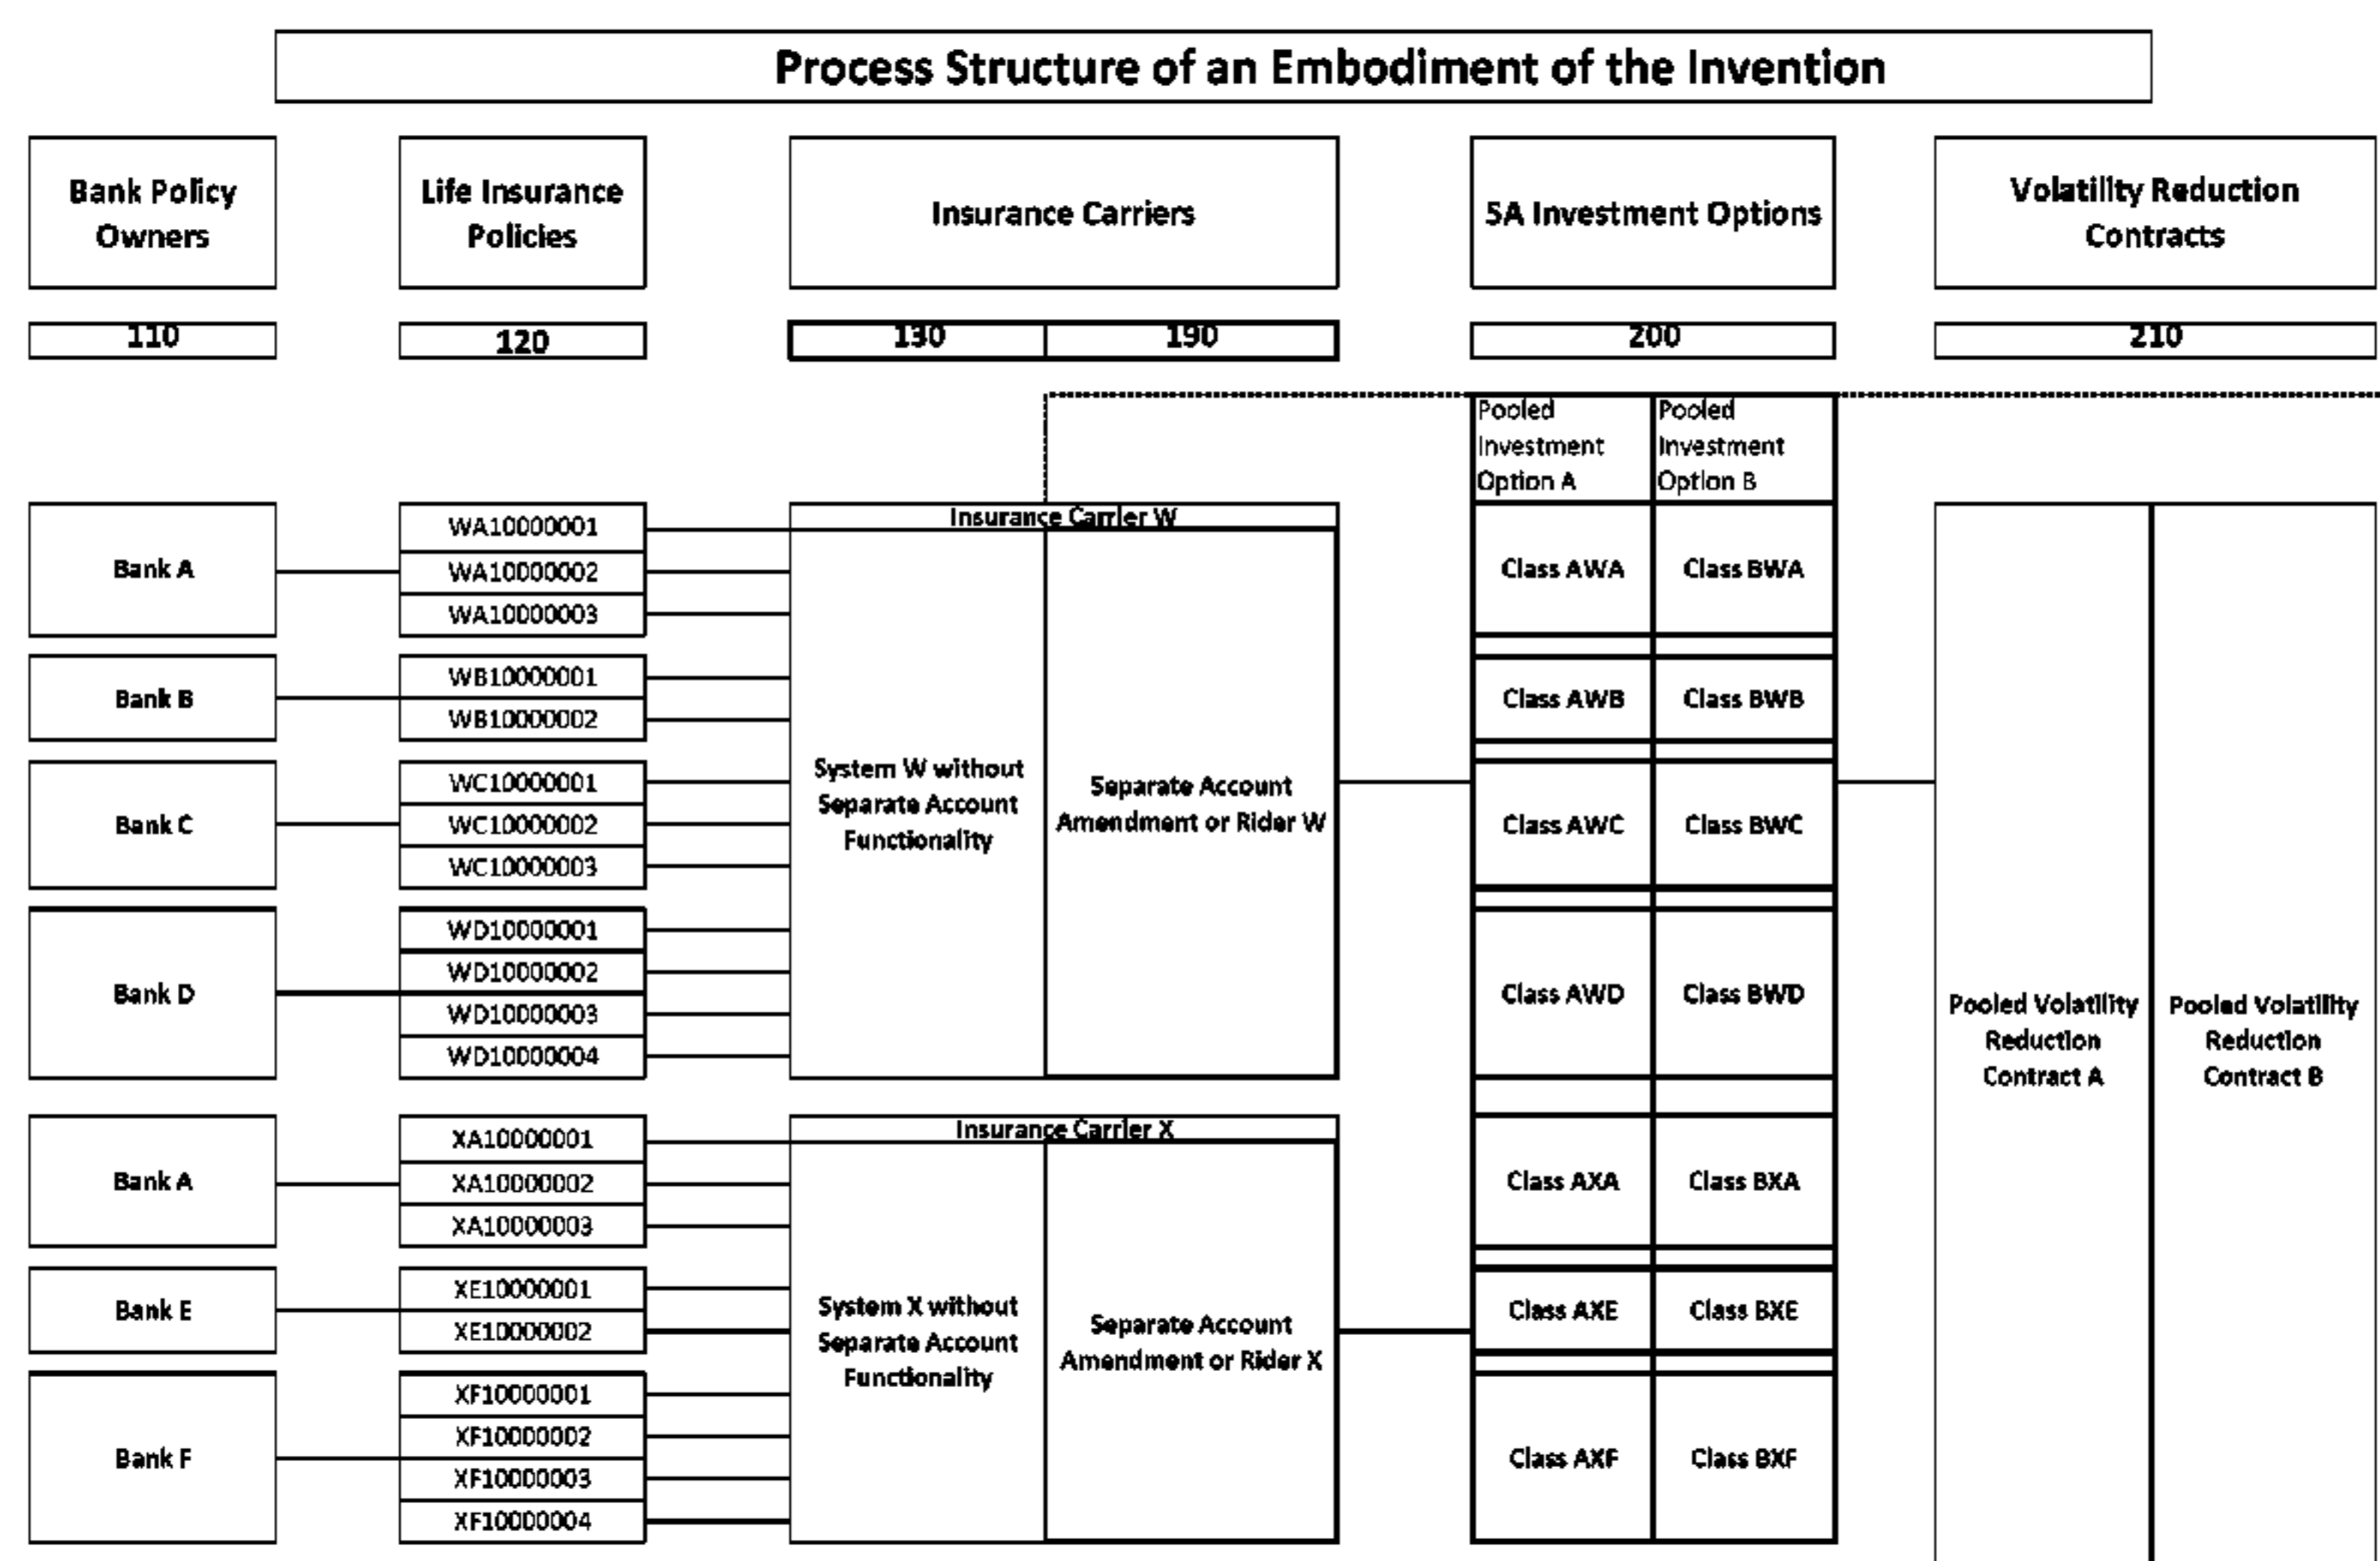 Process Structure of an Embodiment of the Invention
Bank Policy
Owners
Life Insurance
Policies
Insurance Carriers
SA Investment Options
Volatility Reduction
Contracts
110
120
130
190
200
210
Pooled
Investment
Option A
Pooled
Investment
Option B
Bank A
WA10000001
WA10000002
WA10000003
Bank B
WB10000001
WB10000002
Bank C
WC10000001
WC10000002
WC10000003
Bank D
WD10000001
WD10000002
WD10000003
WD10000004
Insurance Carrier W
System W without
Separate Account
Functionality
Separate Account
Amendment or Rider W
Class AWA
Class BWA
Class AWB
Class BWB
Class AWC
Class BWC
Class AWD
Class BWD
Bank A
XA10000001
XA10000002
XA10000003
Bank E
XE10000001
XE10000002
Bank F
XF10000001
XF10000002
XF10000003
XF10000004
Insurance Carrier X
System X without
Separate Account
Functionality
Separate Account
Amendment or Rider X
Class AXA
Class BXA
Class AXE
Class BXE
Class AXF
Class BXF
Pooled Volatility
Reduction
Contract A
Pooled Volatility
Reduction
Contract B